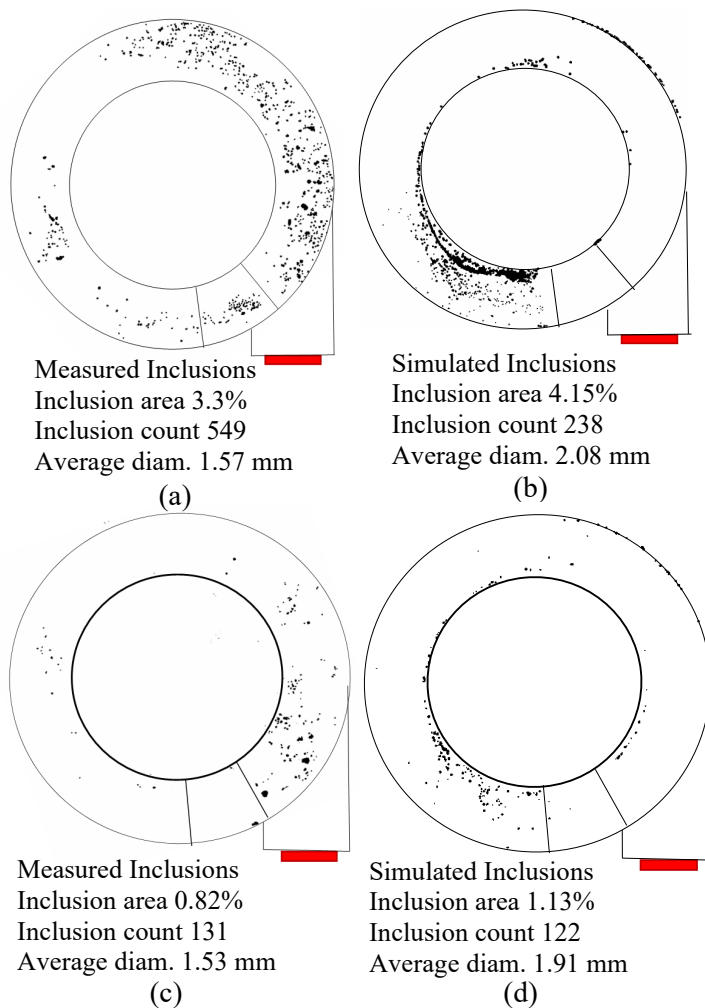 Measured Inclusions
Inclusion area 3.3%
Inclusion count 549
Average diam. 1.57 mm
(a)
Simulated Inclusions
Inclusion area 4.15%
Inclusion count 238
Average diam. 2.08 mm
(b)
Measured Inclusions
Inclusion area 0.82%
Inclusion count 131
Average diam. 1.53 mm
(c)
Simulated Inclusions
Inclusion area 1.13%
Inclusion count 122
Average diam. 1.91 mm
(d)